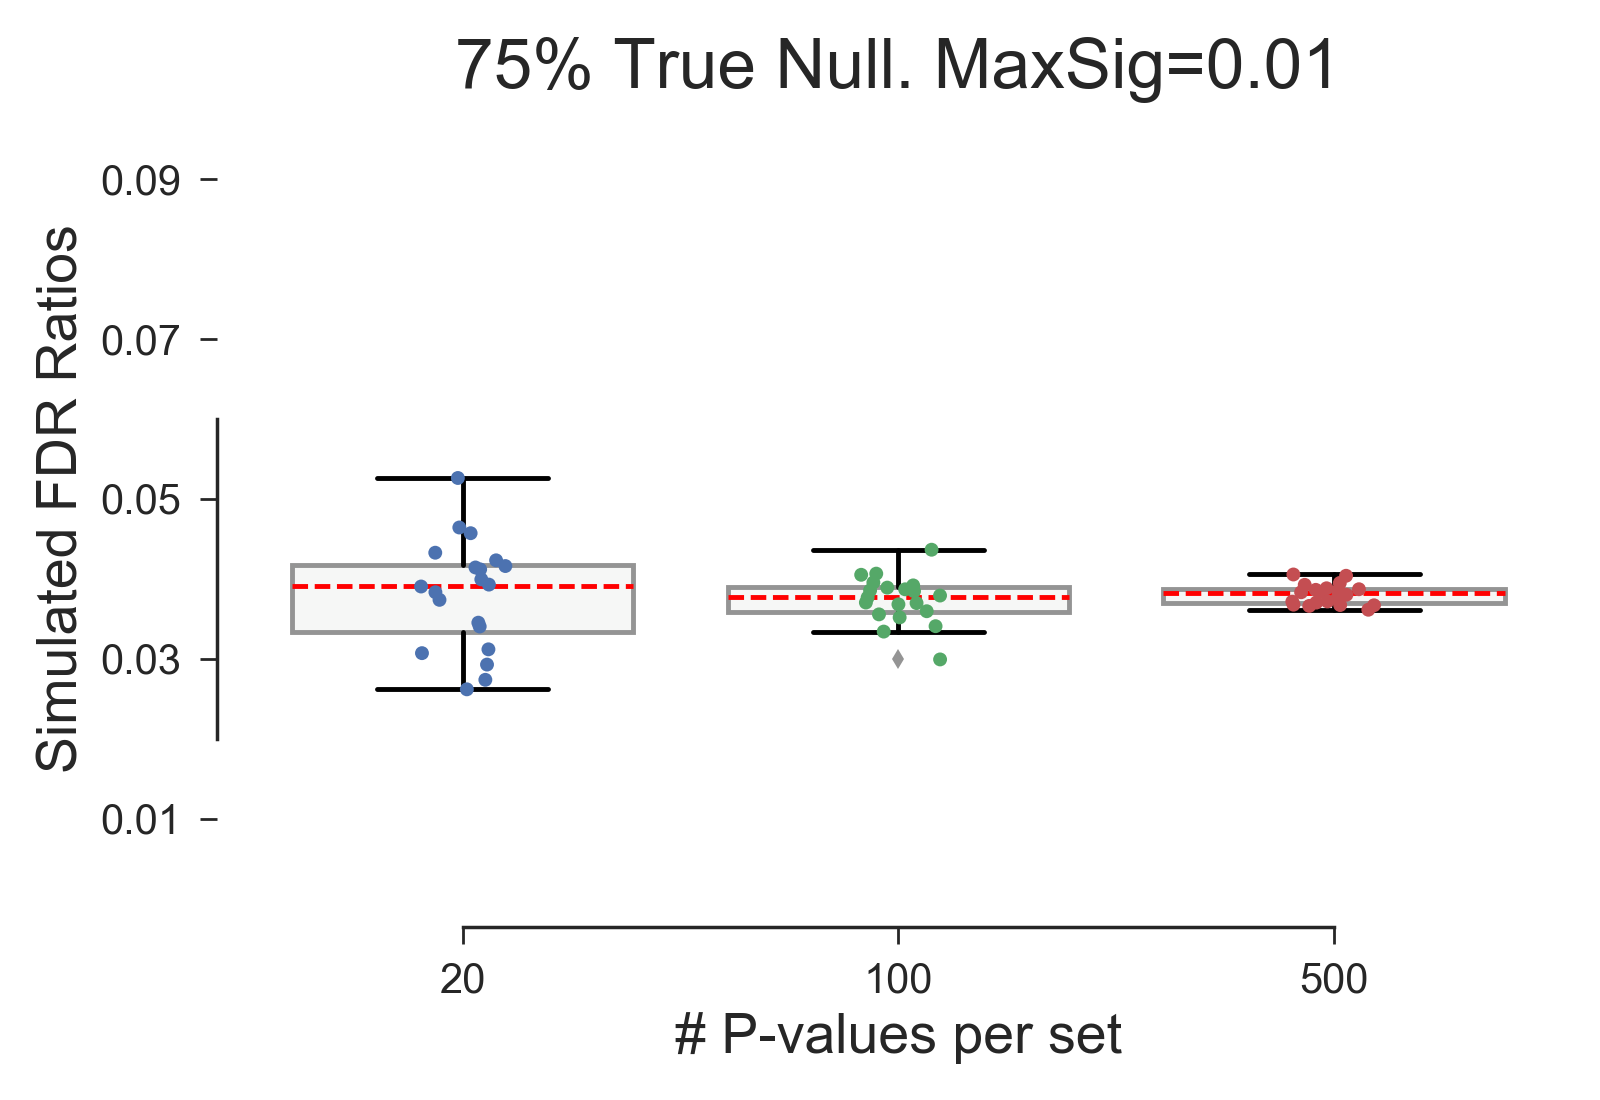 75% True Null. MaxSig=0.01
Simulated FDR Ratios
0.09
0.07
0.05
0.03
0.01
20 100 500
# P-values per set